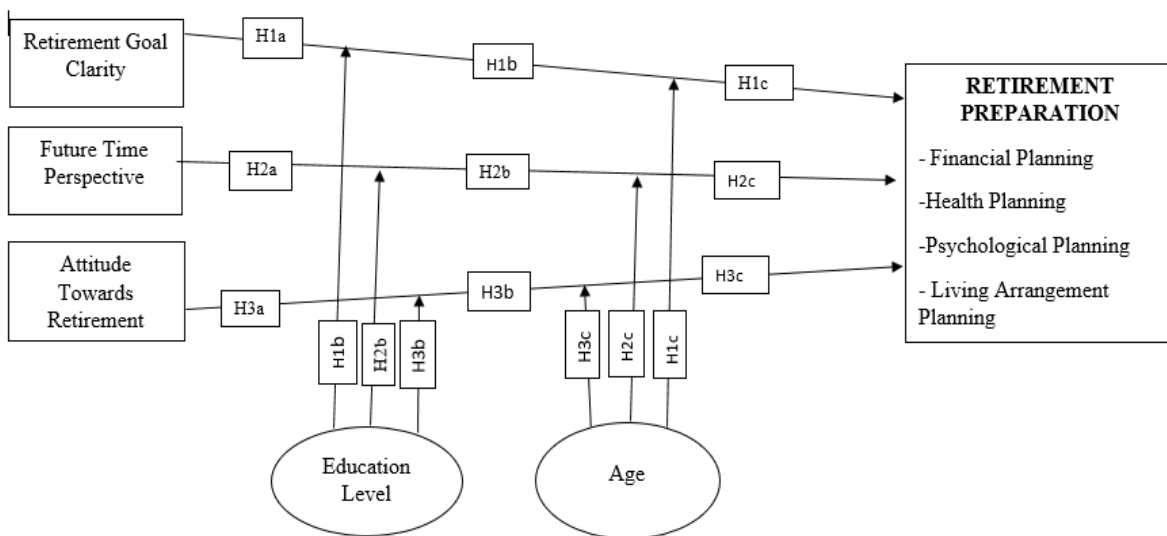 Retirement Goal
Clarity
H1a
H1b
H1c
RETIREMENT
PREPARATION
- Financial Planning
-Health Planning
-Psychological Planning
- Living Arrangement
Planning
Future Time
Perspective
H2a
H2b
H2c
Attitude
Towards
Retirement
H3a
H3b
H3c
H1b
H2b
H3b
H3c
H2c
H1c
Education
Level
Age